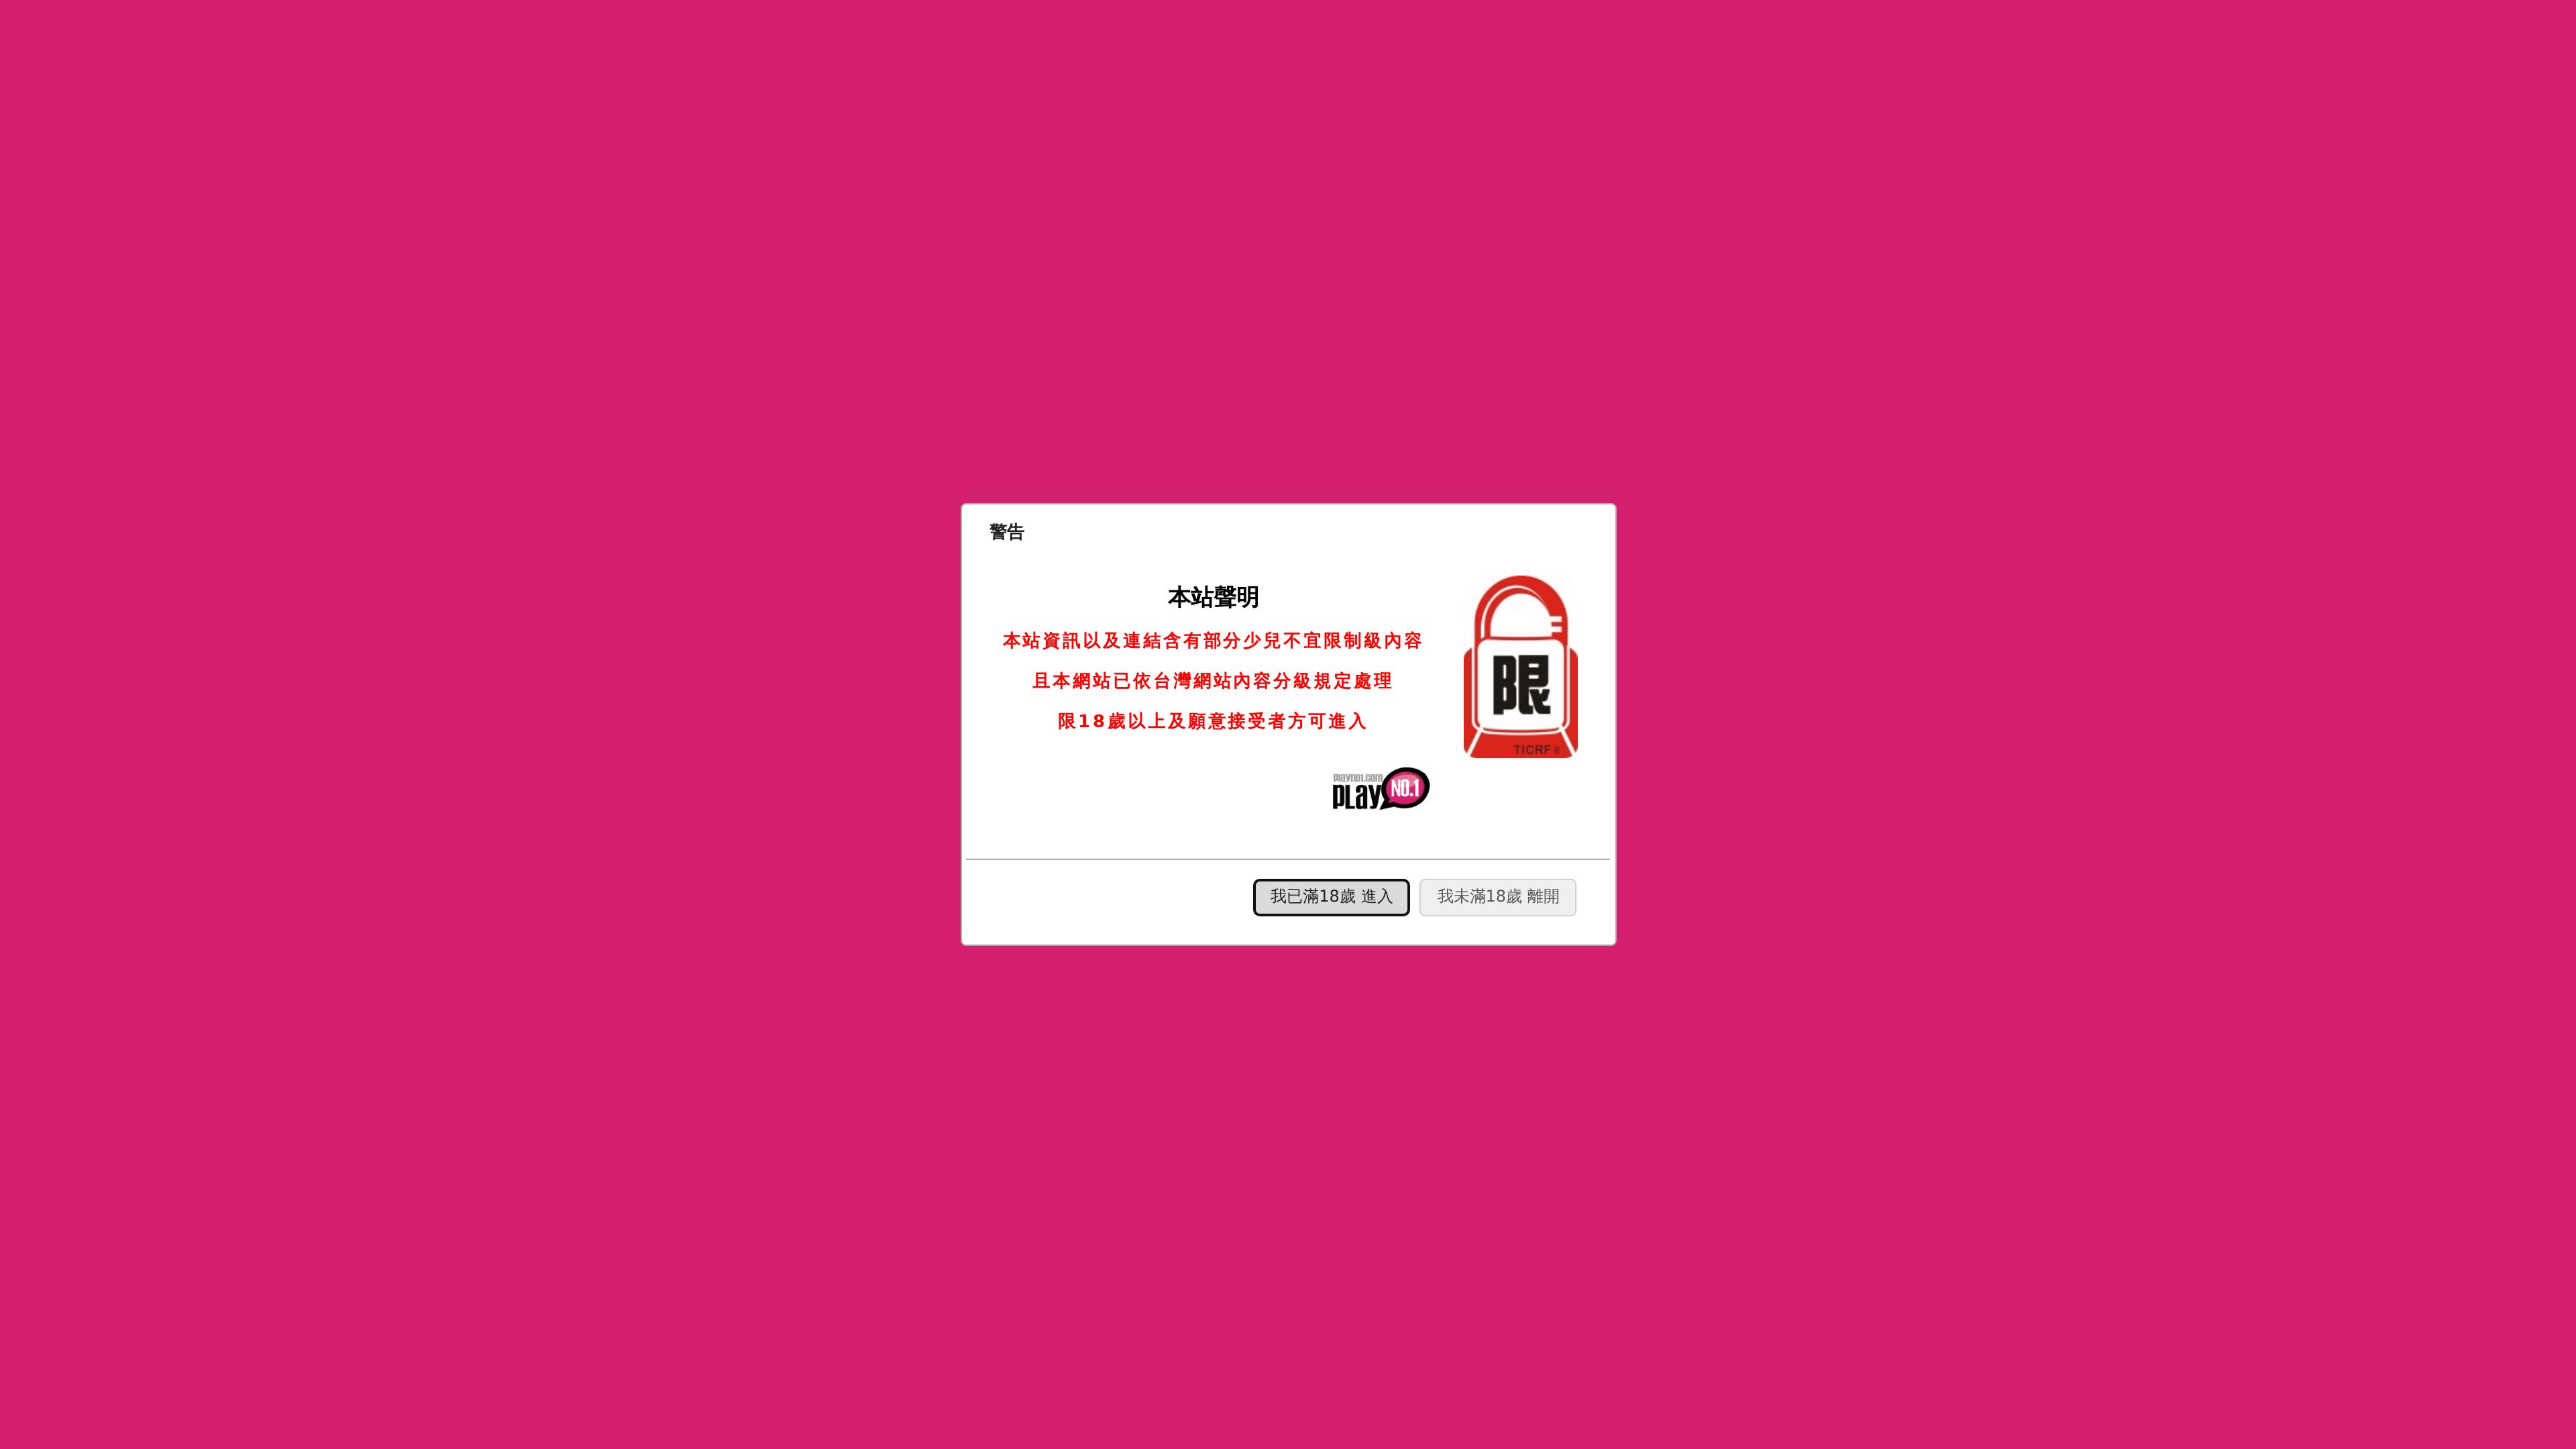 警告
本站聲明
本站資訊以及連結含有部分少兒不宜限制級內容
且本網站已依台灣網站內容分級規定處理
限18歲以上及願意接受者方可進入
限
TICRF
playno1.com
PLAY NO.1
我已滿18歲 進入
我未滿18歲 離開